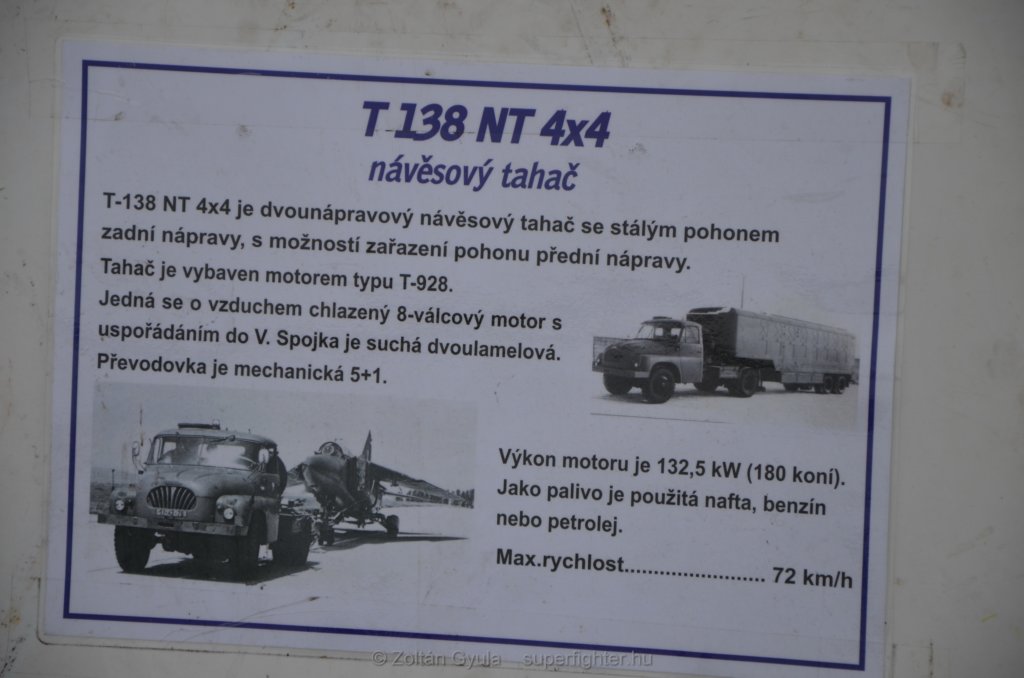 T 138 NT 4x4
návěsový tahač
T-138 NT 4x4 je dvounápravový návěsový tahač se stálým pohonem
zadní nápravy, s možností zařazení pohonu přední nápravy.
Tahač je vybaven motorem typu T-928.
Jedná se o vzduchem chlazený 8-válcový motor s
uspořádáním do V. Spojka je suchá dvoulamelová.
Převodovka je mechanická 5+1.
Výkon motoru je 132,5 kW (180 koní).
Jako palivo je použitá nafta, benzín
nebo petrolej.
Max.rychlost......................... 72 km/h
© Zoltán Gyula superfighter.hu